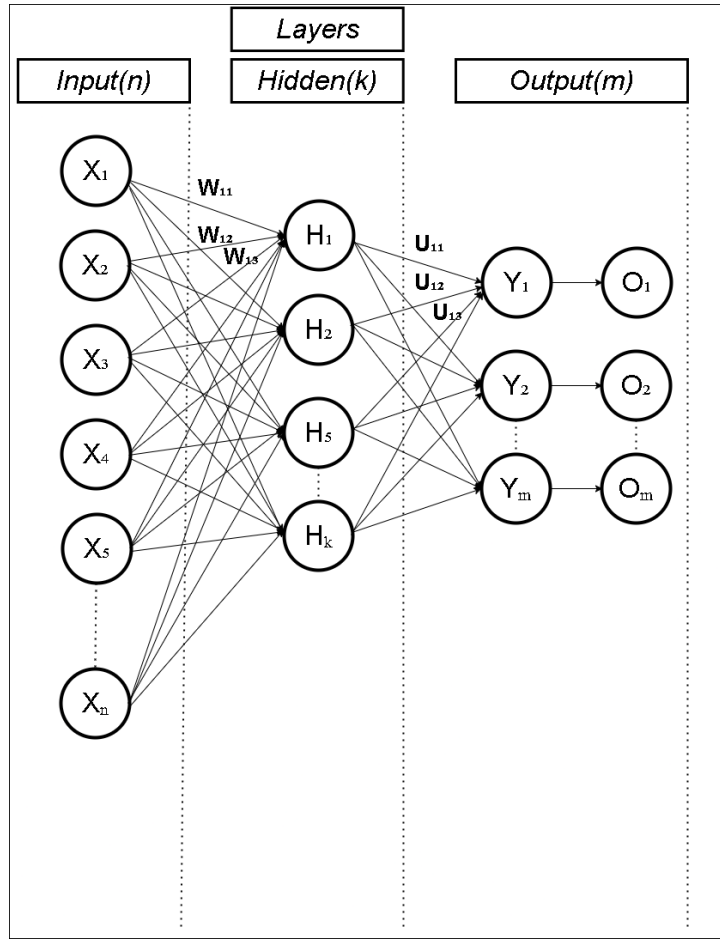 Layers
Input(n)
Hidden(k)
Output(m)
X₁
W₁₁
H₁
W₁₂
X₂
W₁₃
U₁₁
Y₁
O₁
U₁₂
U₁₃
H₂
X₃
Y₂
O₂
H₅
X₄
Yₘ
Oₘ
Hₖ
X₅
Xₙ